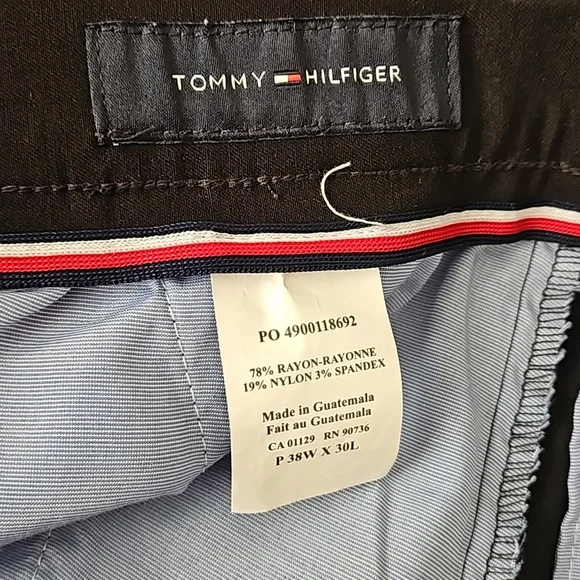 TOMMY HILFIGER
PO 4900118692
78% RAYON-RAYONNE
19% NYLON 3% SPANDEX
Made in Guatemala
Fait au Guatemala
CA 01129 RN 90736
P 38W X 30L